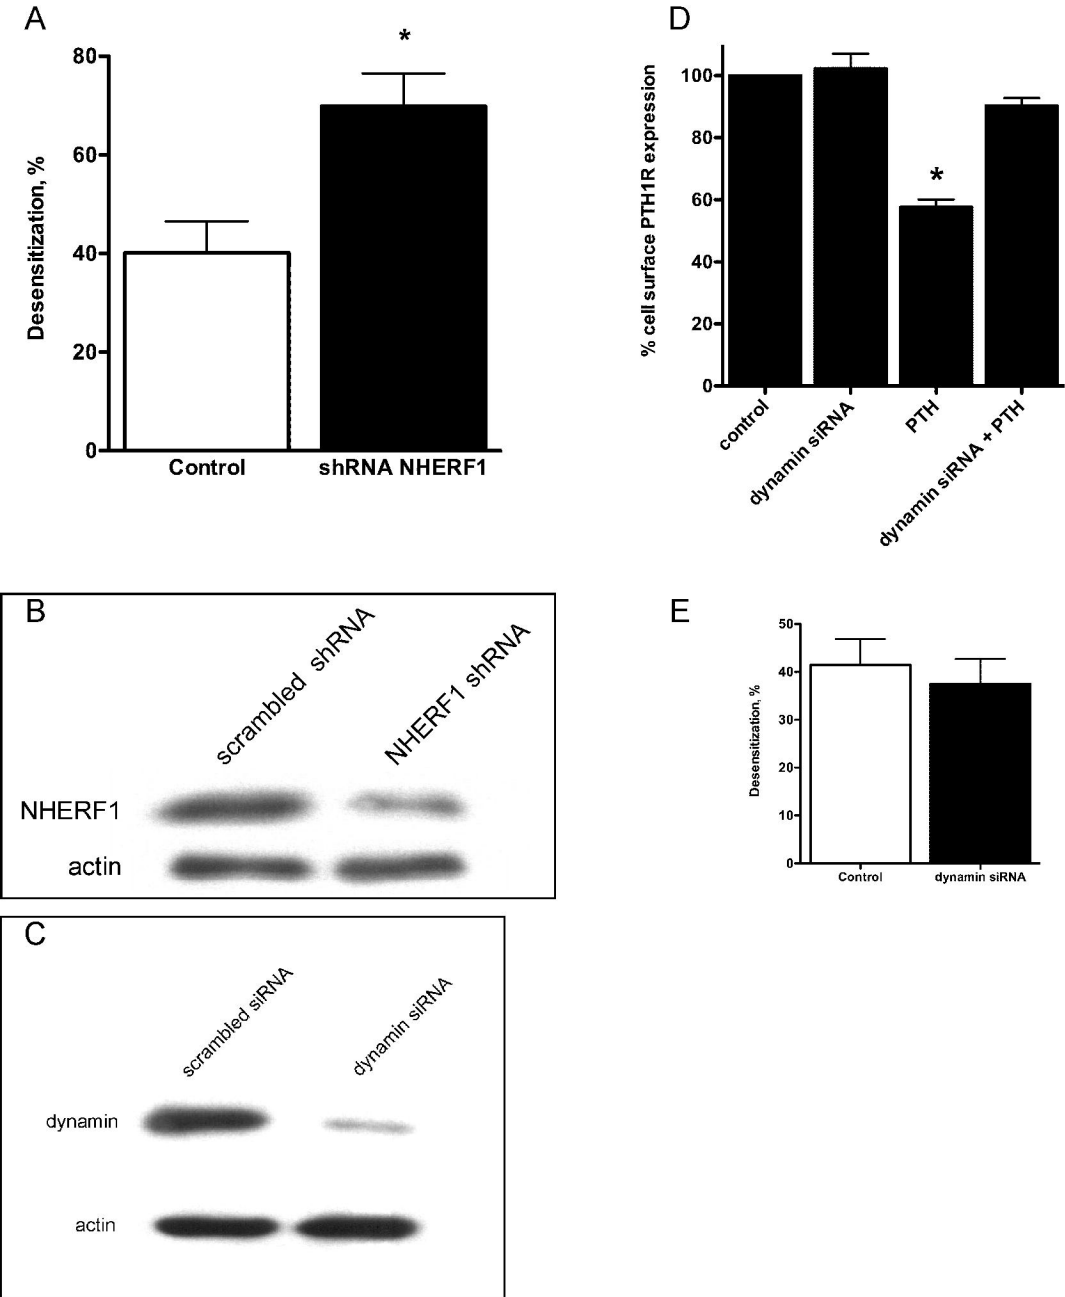 A
*
80
60
40
20
0
Desensitization, %
Control
shRNA NHERF1
D
*
100
80
60
40
20
0
% cell surface PTH1R expression
control
dynamin siRNA
PTH
dynamin siRNA + PTH
B
scrambled shRNA
NHERF1 shRNA
NHERF1
actin
E
50
40
30
20
10
0
Desensitization, %
Control
dynamin siRNA
C
scrambled siRNA
dynamin siRNA
dynamin
actin